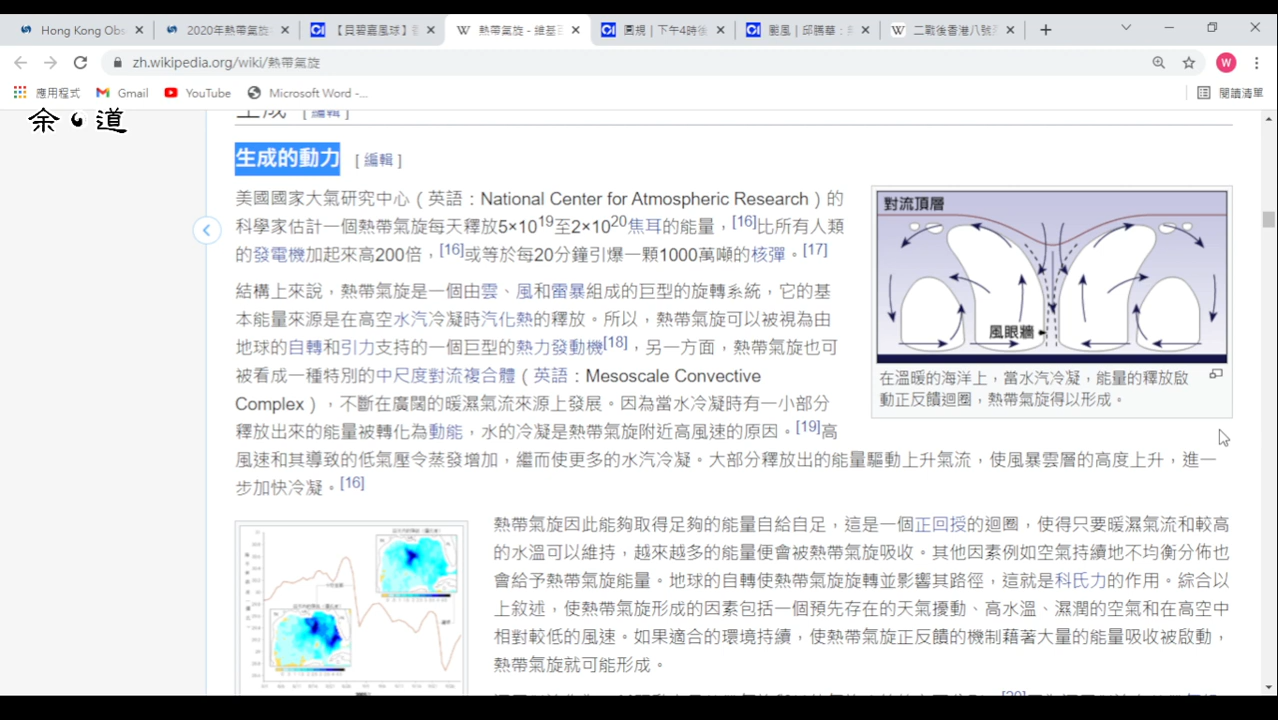 Hong Kong Obs
2020年熱帶氣旋
【貝碧嘉風球】
熱帶氣旋 - 維基
圓規 | 下午4時後
颱風 | 邱騰華：
二戰後香港八號
zh.wikipedia.org/wiki/熱帶氣旋
W
應用程式
Gmail
YouTube
Microsoft Word -...
閱讀清單
余 道
生成 [ 編輯 ]
生成的動力 [ 編輯 ]
美國國家大氣研究中心（英語：National Center for Atmospheric Research）的
科學家估計一個熱帶氣旋每天釋放5×10¹⁹至2×10²⁰焦耳的能量，[16]比所有人類
的發電機加起來高200倍，[16]或等於每20分鐘引爆一顆1000萬噸的核彈。[17]
結構上來說，熱帶氣旋是一個由雲、風和雷暴組成的巨型的旋轉系統，它的基
本能量來源是在高空水汽冷凝時汽化熱的釋放。所以，熱帶氣旋可以被視為由
地球的自轉和引力支持的一個巨型的熱力發動機[18]，另一方面，熱帶氣旋也可
被看成一種特別的中尺度對流複合體（英語：Mesoscale Convective
Complex），不斷在廣闊的暖濕氣流來源上發展。因為當水冷凝時有一小部分
釋放出來的能量被轉化為動能，水的冷凝是熱帶氣旋附近高風速的原因。[19]高
風速和其導致的低氣壓令蒸發增加，繼而使更多的水汽冷凝。大部分釋放出的能量驅動上升氣流，使風暴雲層的高度上升，進一
步加快冷凝。[16]
對流頂層
風眼牆
在溫暖的海洋上，當水汽冷凝，能量的釋放啟
動正反饋迴圈，熱帶氣旋得以形成。
熱帶氣旋因此能夠取得足夠的能量自給自足，這是一個正回授的迴圈，使得只要暖濕氣流和較高
的水溫可以維持，越來越多的能量便會被熱帶氣旋吸收。其他因素例如空氣持續地不均衡分佈也
會給予熱帶氣旋能量。地球的自轉使熱帶氣旋旋轉並影響其路徑，這就是科氏力的作用。綜合以
上敘述，使熱帶氣旋形成的因素包括一個預先存在的天氣擾動、高水溫、濕潤的空氣和在高空中
相對較低的風速。如果適合的環境持續，使熱帶氣旋正反饋的機制藉著大量的能量吸收被啟動，
熱帶氣旋就可能形成。